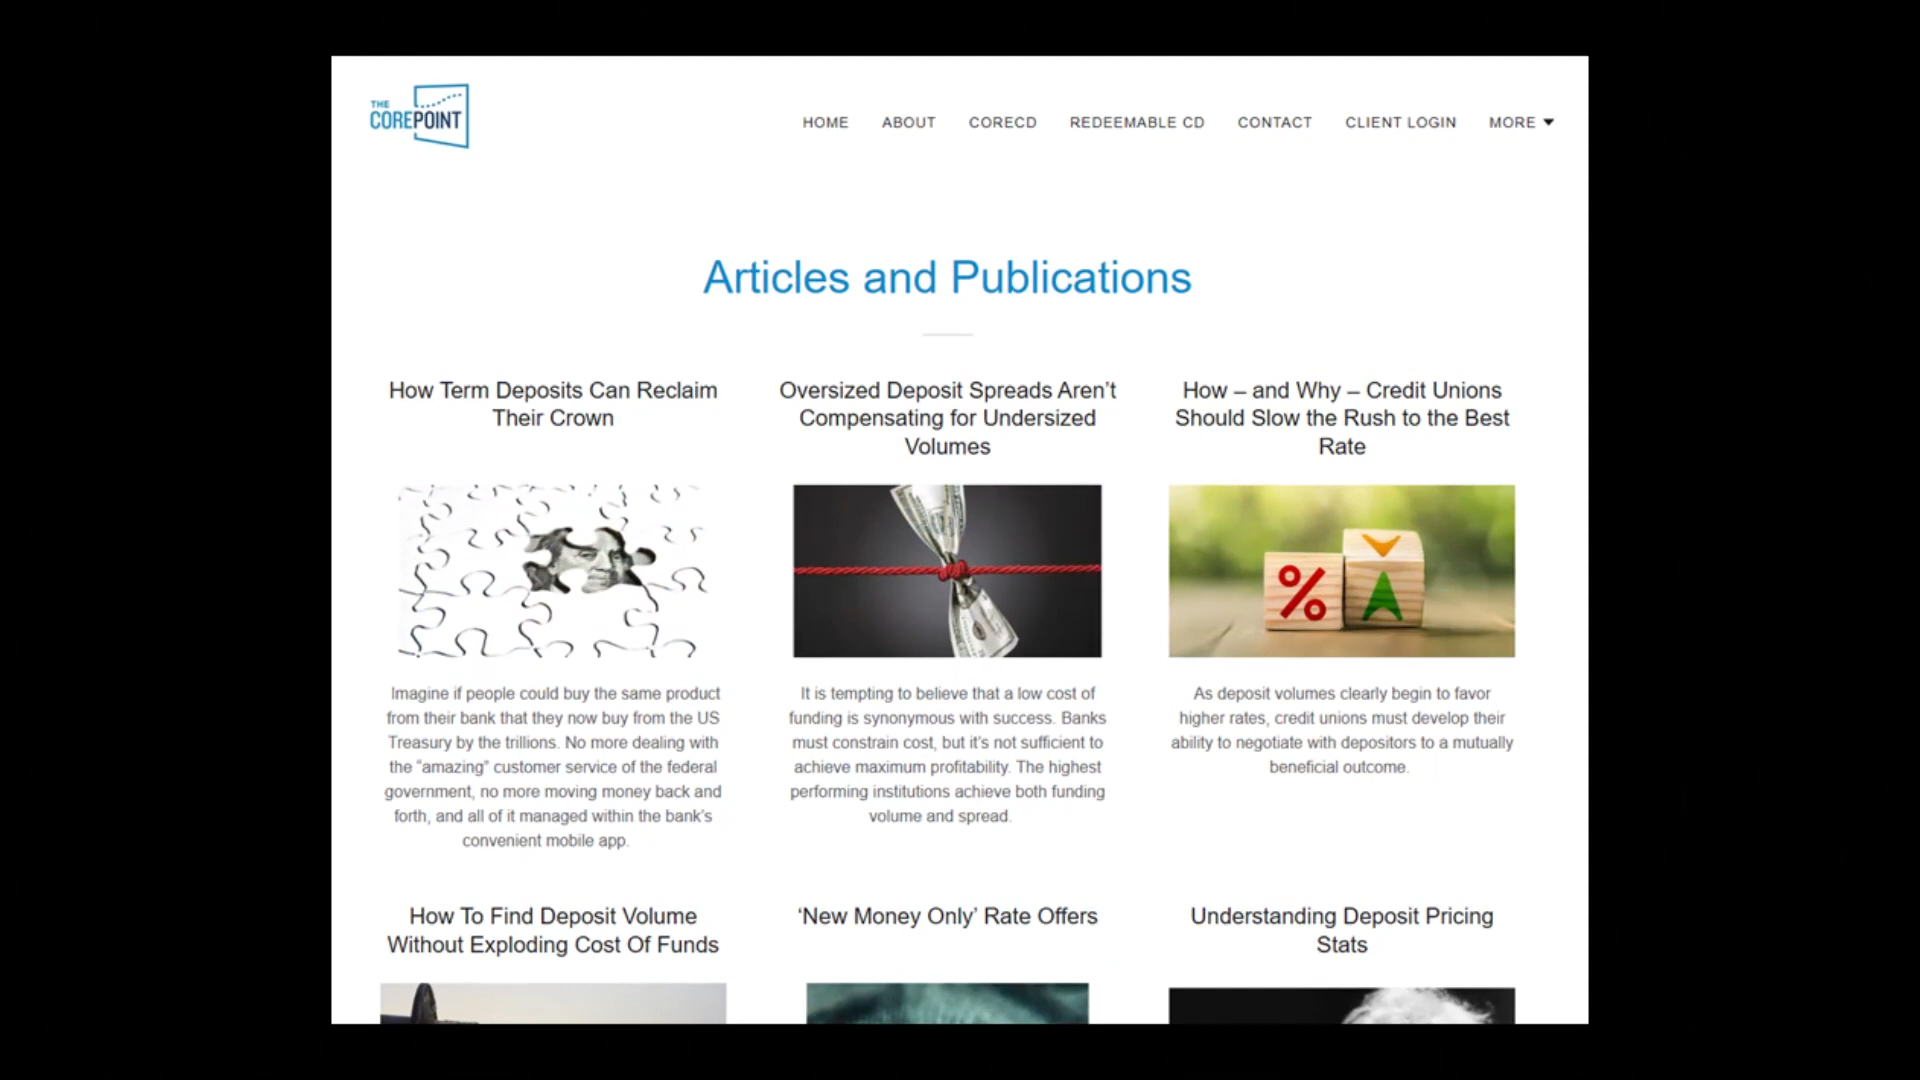 THE
COREPOINT
HOME ABOUT CORECD REDEEMABLE CD CONTACT CLIENT LOGIN MORE
Articles and Publications
How Term Deposits Can Reclaim
Their Crown
Imagine if people could buy the same product
from their bank that they now buy from the US
Treasury by the trillions. No more dealing with
the “amazing” customer service of the federal
government, no more moving money back and
forth, and all of it managed within the bank's
convenient mobile app.
Oversized Deposit Spreads Aren’t
Compensating for Undersized
Volumes
It is tempting to believe that a low cost of
funding is synonymous with success. Banks
must constrain cost, but it's not sufficient to
achieve maximum profitability. The highest
performing institutions achieve both funding
volume and spread.
How – and Why – Credit Unions
Should Slow the Rush to the Best
Rate
%
As deposit volumes clearly begin to favor
higher rates, credit unions must develop their
ability to negotiate with depositors to a mutually
beneficial outcome.
How To Find Deposit Volume
Without Exploding Cost Of Funds
‘New Money Only’ Rate Offers
Understanding Deposit Pricing
Stats